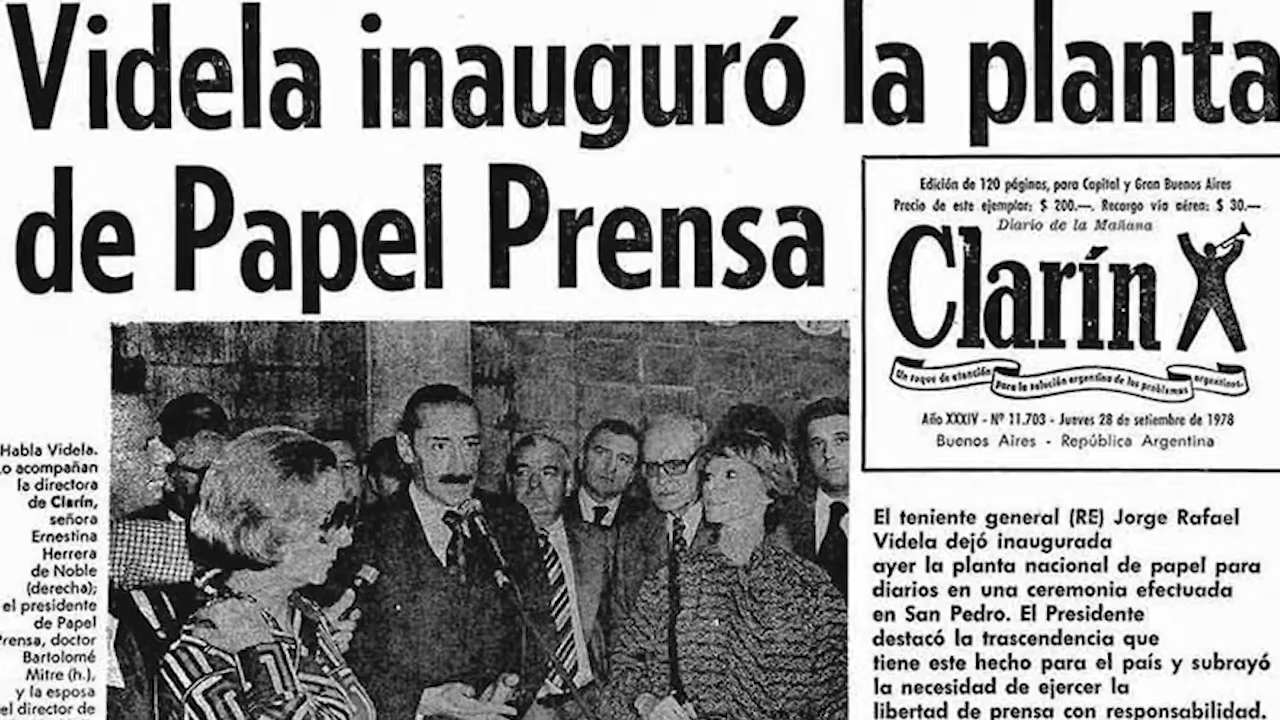 Videla inauguró la planta
de Papel Prensa
Edición de 120 páginas, para Capital y Gran Buenos Aires
Precio de este ejemplar: $ 200.—. Recargo vía aérea: $ 30.—
Diario de la Mañana
Clarín
Un toque de atención para la solución argentina de los problemas argentinos.
Año XXXIV - Nº 11.703 - Jueves 28 de setiembre de 1978
Buenos Aires - República Argentina
Habla Videla.
Lo acompañan
la directora
de Clarín,
señora
Ernestina
Herrera
de Noble
(derecha);
el presidente
de Papel
Prensa, doctor
Bartolomé
Mitre (h.),
y la esposa
del director de
El teniente general (RE) Jorge Rafael
Videla dejó inaugurada
ayer la planta nacional de papel para
diarios en una ceremonia efectuada
en San Pedro. El Presidente
destacó la trascendencia que
tiene este hecho para el país y subrayó
la necesidad de ejercer la
libertad de prensa con responsabilidad.